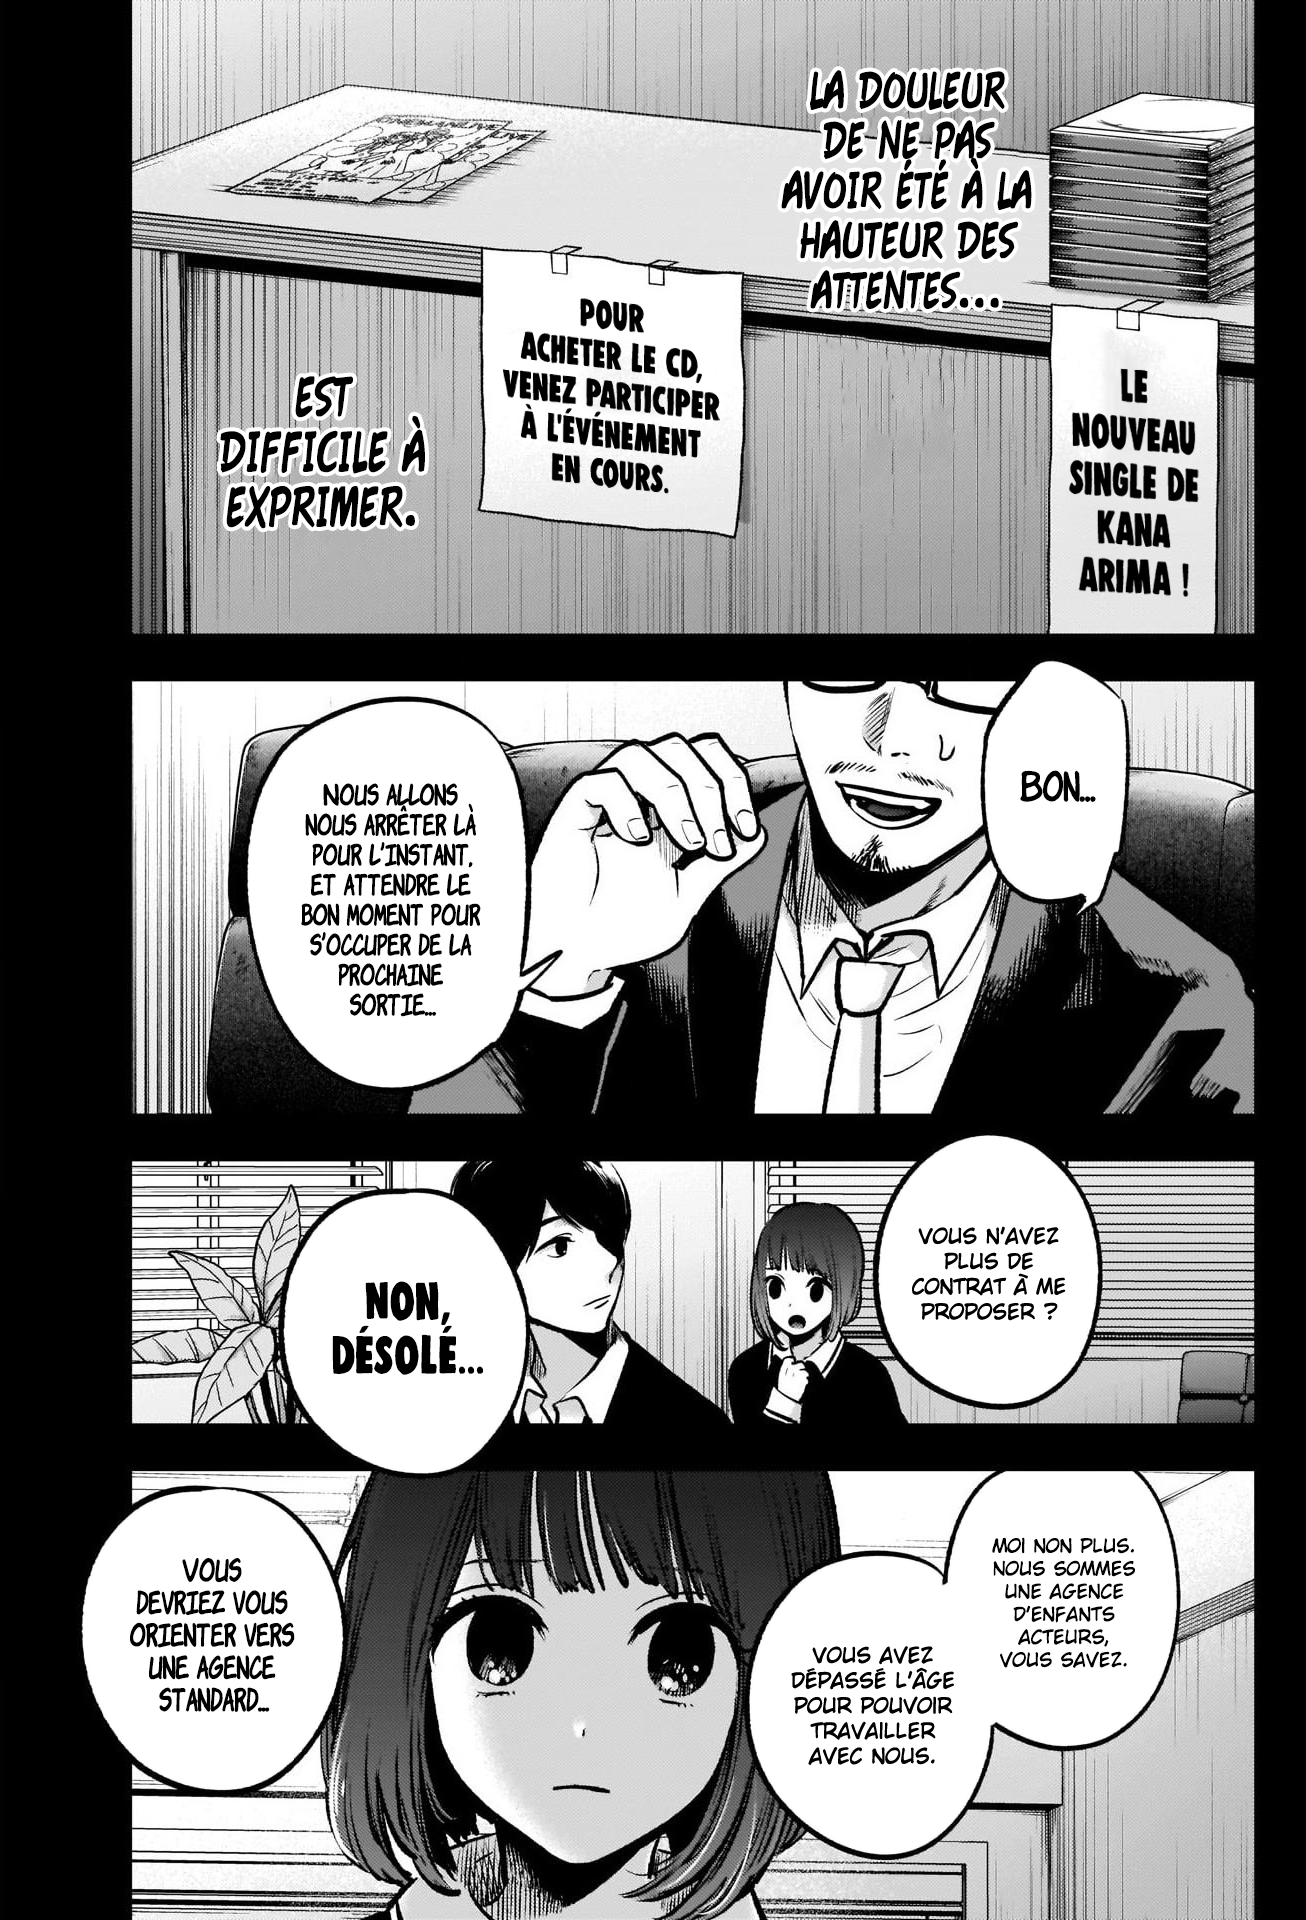 LA DOULEUR
DE NE PAS
AVOIR ÉTÉ À LA
HAUTEUR DES
ATTENTES...
LE
NOUVEAU
SINGLE DE
KANA
ARIMA !
POUR
ACHETER LE CD,
VENEZ PARTICIPER
À L'ÉVÉNEMENT
EN COURS.
EST
DIFFICILE À
EXPRIMER.
BON...
NOUS ALLONS
NOUS ARRÊTER LÀ
POUR L'INSTANT,
ET ATTENDRE LE
BON MOMENT POUR
S'OCCUPER DE LA
PROCHAINE
SORTIE...
VOUS N'AVEZ
PLUS DE
CONTRAT À ME
PROPOSER ?
NON,
DÉSOLÉ...
MOI NON PLUS.
NOUS SOMMES
UNE AGENCE
D'ENFANTS
ACTEURS,
VOUS SAVEZ.
VOUS AVEZ
DÉPASSÉ L'ÂGE
POUR POUVOIR
TRAVAILLER
AVEC NOUS.
VOUS
DEVRIEZ VOUS
ORIENTER VERS
UNE AGENCE
STANDARD...